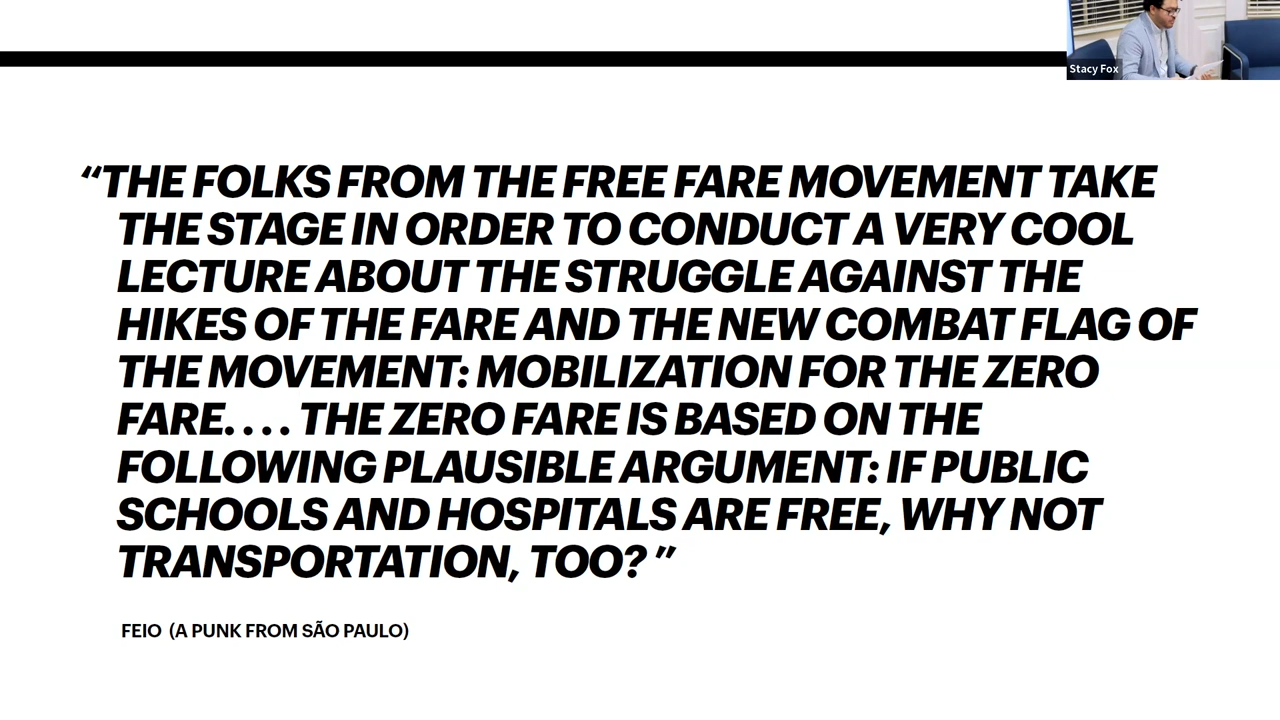 Stacy Fox
“THE FOLKS FROM THE FREE FARE MOVEMENT TAKE
THE STAGE IN ORDER TO CONDUCT A VERY COOL
LECTURE ABOUT THE STRUGGLE AGAINST THE
HIKES OF THE FARE AND THE NEW COMBAT FLAG OF
THE MOVEMENT: MOBILIZATION FOR THE ZERO
FARE. . . . THE ZERO FARE IS BASED ON THE
FOLLOWING PLAUSIBLE ARGUMENT: IF PUBLIC
SCHOOLS AND HOSPITALS ARE FREE, WHY NOT
TRANSPORTATION, TOO? ”
FEIO (A PUNK FROM SÃO PAULO)